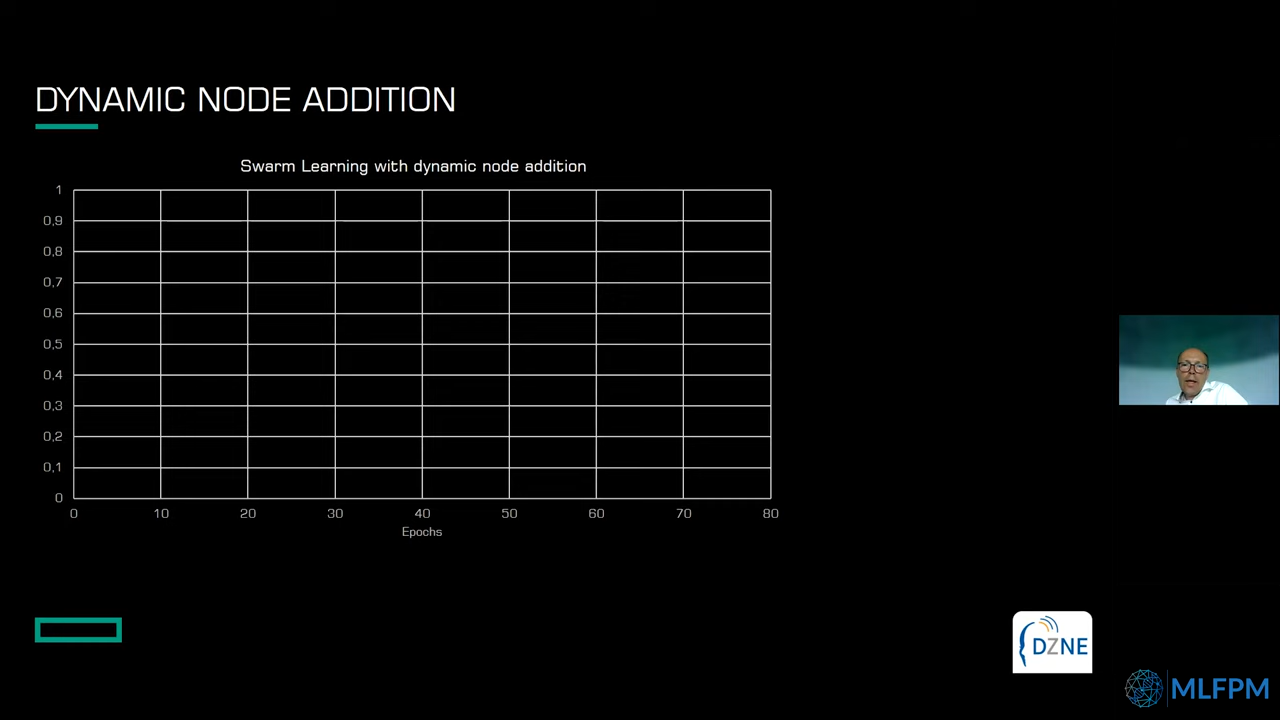 DYNAMIC NODE ADDITION
Swarm Learning with dynamic node addition
1
0,9
0,8
0,7
0,6
0,5
0,4
0,3
0,2
0,1
0
0 10 20 30 40 50 60 70 80
Epochs
DZNE
MLFPM